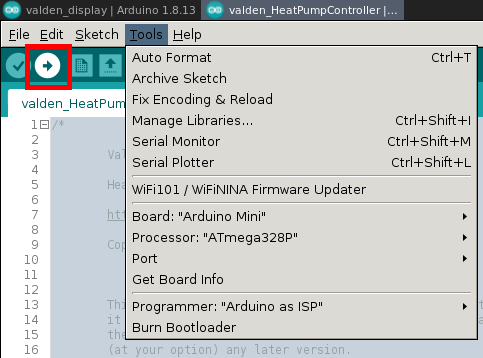 valden_display | Arduino 1.8.13 valden_HeatPumpController |...
File Edit Sketch Tools Help
valden_HeatPum
Auto Format Ctrl+T
Archive Sketch
Fix Encoding & Reload
Manage Libraries... Ctrl+Shift+I
Serial Monitor Ctrl+Shift+M
Serial Plotter Ctrl+Shift+L
WiFi101 / WiFiNINA Firmware Updater
Board: "Arduino Mini"
Processor: "ATmega328P"
Port
Get Board Info
Programmer: "Arduino as ISP"
Burn Bootloader
1 /*
2
3 Val
4
5 Hea
6
7 ht
8
9 Cop
10
11
12
13 Thi
14 it
15 the
16 (at your option) any later version.